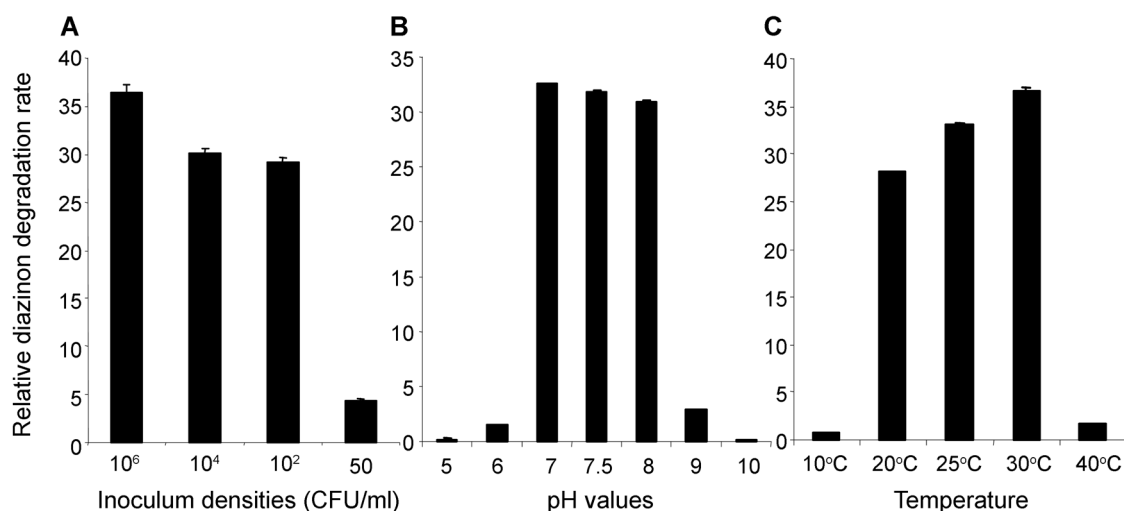 A
Relative diazinon degradation rate
40
35
30
25
20
15
10
5
0
10⁶ 10⁴ 10² 50
Inoculum densities (CFU/ml)
B
35
30
25
20
15
10
5
0
5 6 7 7.5 8 9 10
pH values
C
40
35
30
25
20
15
10
5
0
10°C 20°C 25°C 30°C 40°C
Temperature